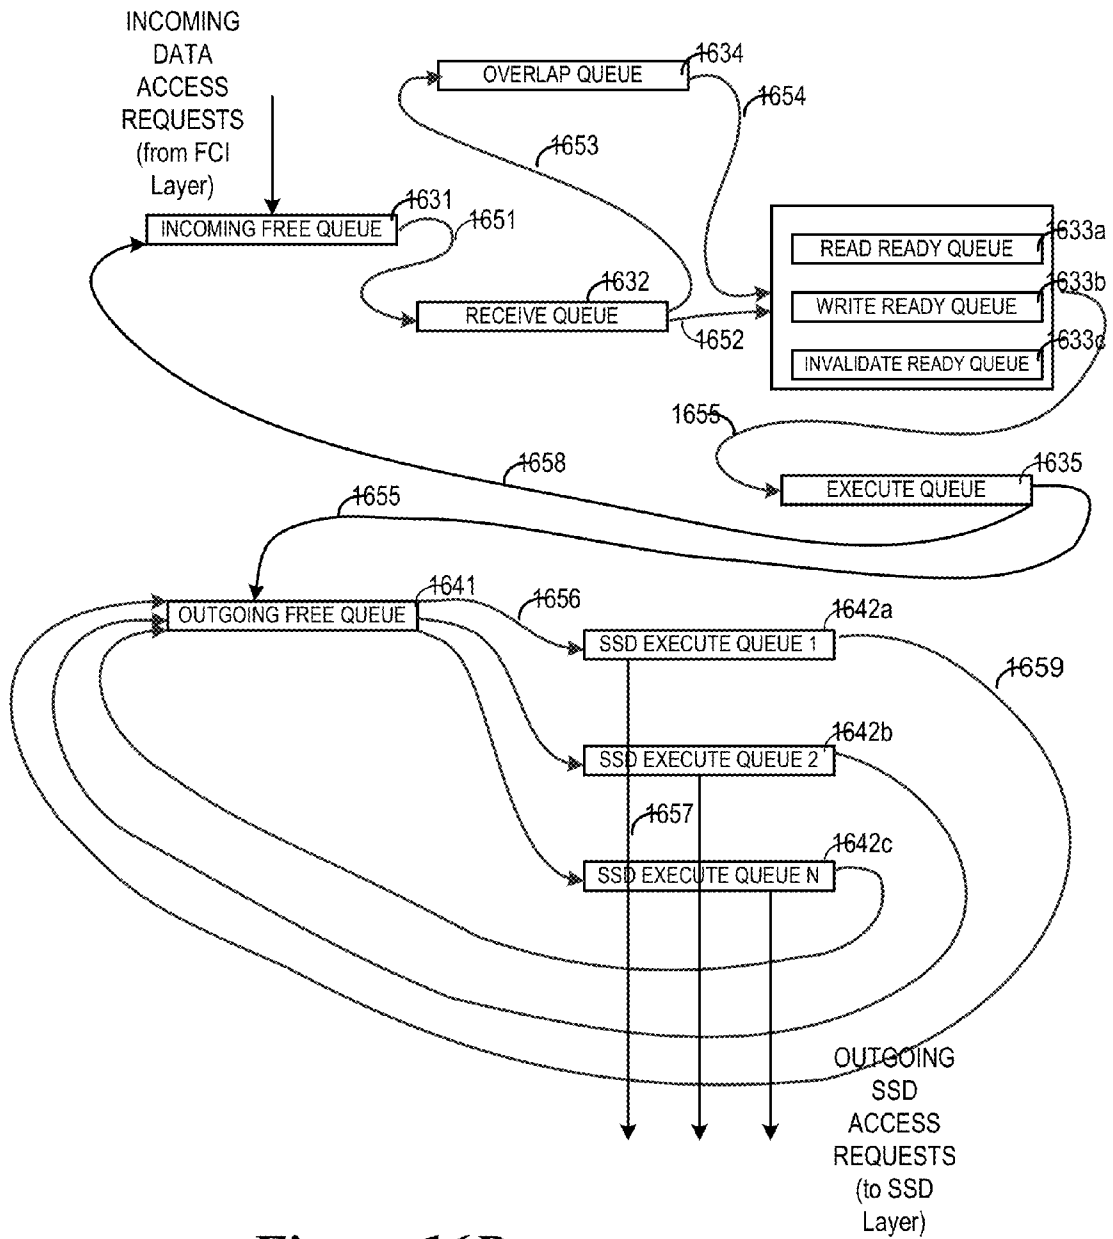 INCOMING
DATA
ACCESS
REQUESTS
(from FCI
Layer)
1634
OVERLAP QUEUE
1654
1653
1631
INCOMING FREE QUEUE
1651
1632
RECEIVE QUEUE
1652
1633a
READ READY QUEUE
1633b
WRITE READY QUEUE
1633c
INVALIDATE READY QUEUE
1655
1658
1635
EXECUTE QUEUE
1655
1641
OUTGOING FREE QUEUE
1656
1642a
SSD EXECUTE QUEUE 1
1659
1642b
SSD EXECUTE QUEUE 2
1657
1642c
SSD EXECUTE QUEUE N
OUTGOING
SSD
ACCESS
REQUESTS
(to SSD
Layer)